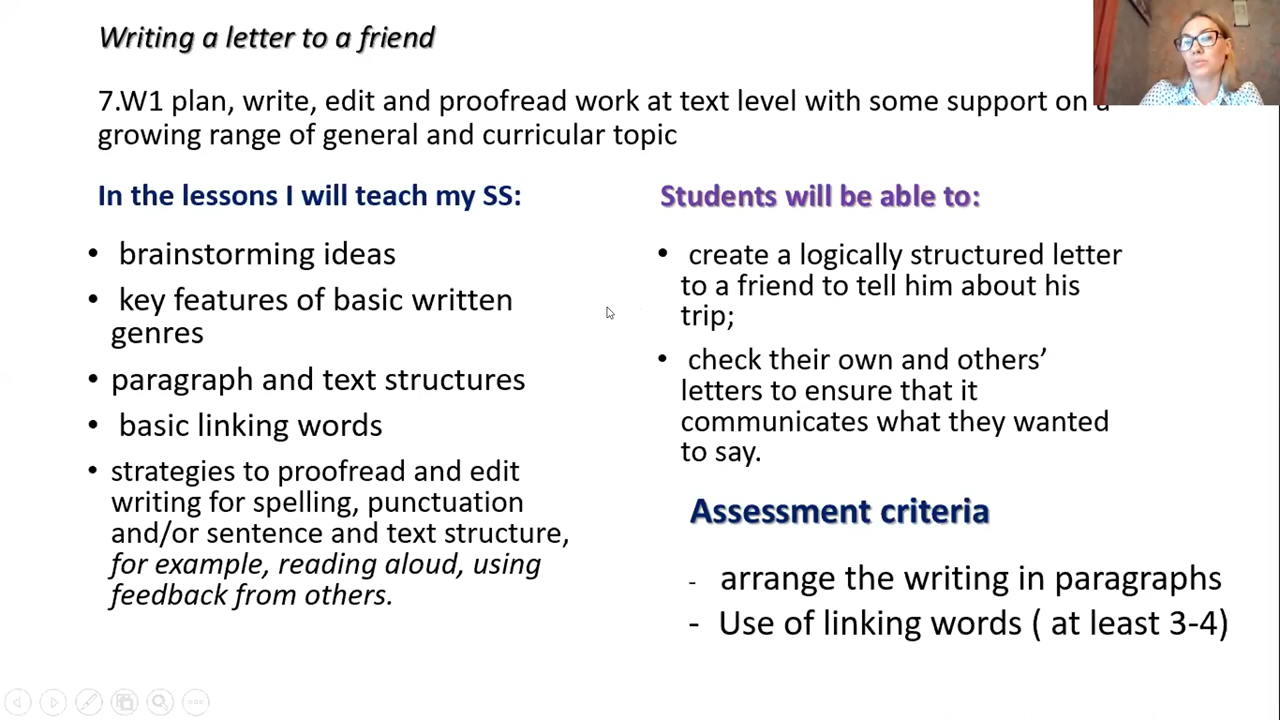 Writing a letter to a friend
7.W1 plan, write, edit and proofread work at text level with some support on a
growing range of general and curricular topic
In the lessons I will teach my SS:
• brainstorming ideas
• key features of basic written
genres
• paragraph and text structures
• basic linking words
• strategies to proofread and edit
writing for spelling, punctuation
and/or sentence and text structure,
for example, reading aloud, using
feedback from others.
Students will be able to:
• create a logically structured letter
to a friend to tell him about his
trip;
• check their own and others’
letters to ensure that it
communicates what they wanted
to say.
Assessment criteria
- arrange the writing in paragraphs
- Use of linking words ( at least 3-4)